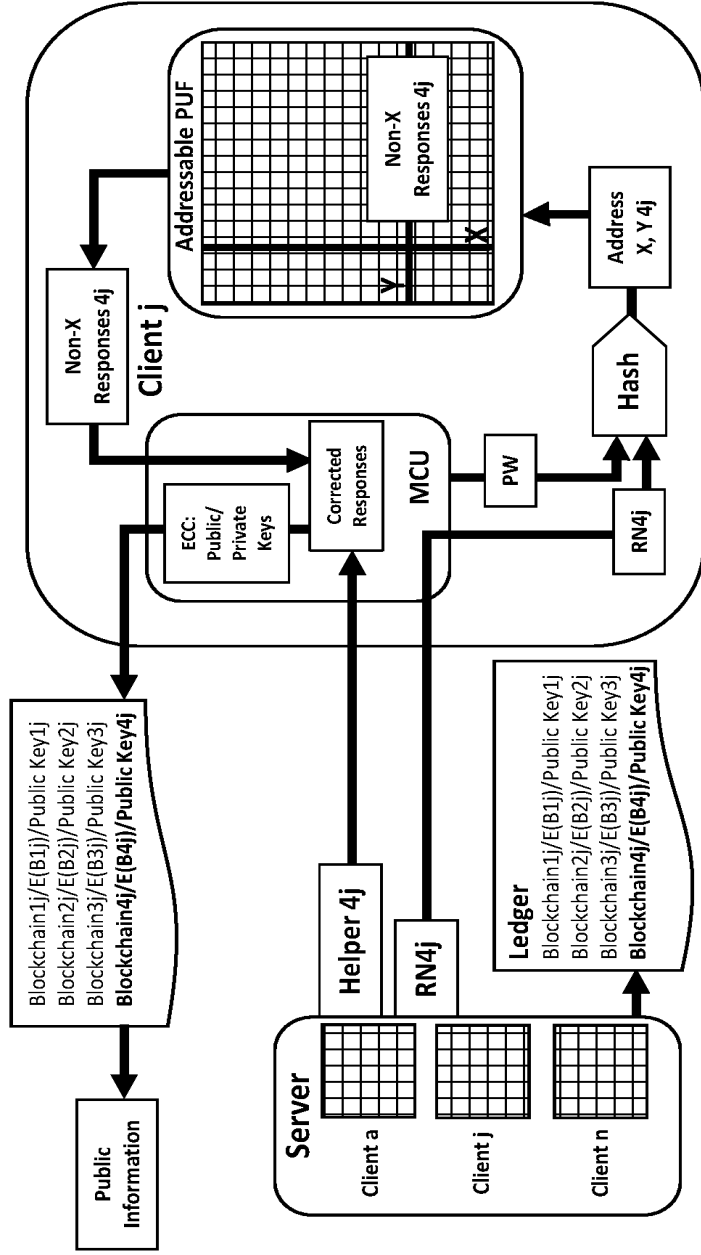 Public
Information
Blockchain1j/E(B1j)/Public Key1j
Blockchain2j/E(B2j)/Public Key2j
Blockchain3j/E(B3j)/Public Key3j
Blockchain4j/E(B4j)/Public Key4j
Non-X
Responses 4j
Client j
Addressable PUF
Y
X
Non-X
Responses 4j
ECC:
Public/
Private
Keys
Corrected
Responses
MCU
PW
RN4j
Hash
Address
X, Y 4j
Server
Client a
Client j
Client n
Helper 4j
RN4j
Ledger
Blockchain1j/E(B1j)/Public Key1j
Blockchain2j/E(B2j)/Public Key2j
Blockchain3j/E(B3j)/Public Key3j
Blockchain4j/E(B4j)/Public Key4j